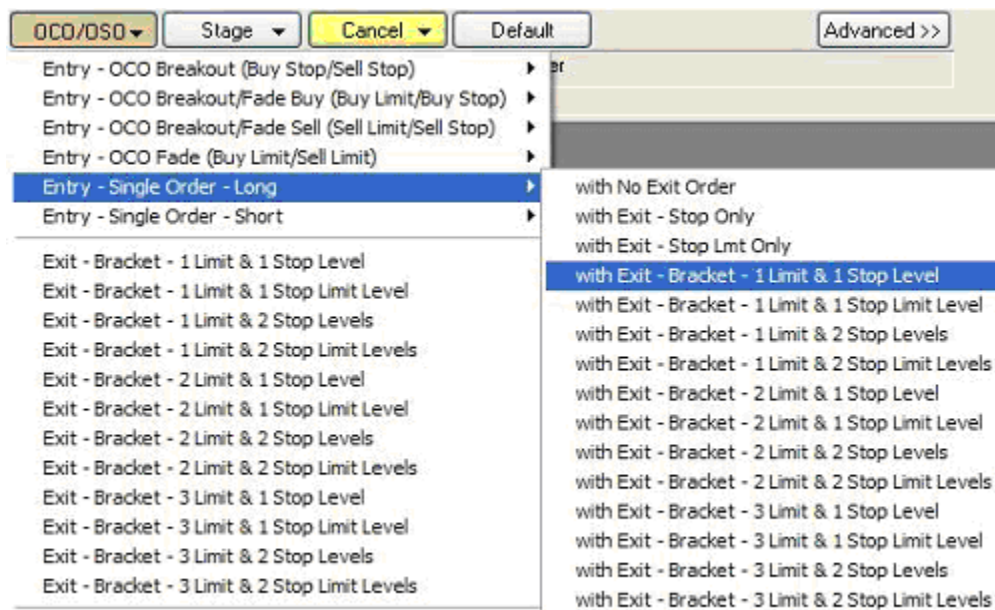 OCO/OSO Stage Cancel Default Advanced >>
Entry - OCO Breakout (Buy Stop/Sell Stop)
Entry - OCO Breakout/Fade Buy (Buy Limit/Buy Stop)
Entry - OCO Breakout/Fade Sell (Sell Limit/Sell Stop)
Entry - OCO Fade (Buy Limit/Sell Limit)
Entry - Single Order - Long
Entry - Single Order - Short
Exit - Bracket - 1 Limit & 1 Stop Level
Exit - Bracket - 1 Limit & 1 Stop Limit Level
Exit - Bracket - 1 Limit & 2 Stop Levels
Exit - Bracket - 1 Limit & 2 Stop Limit Levels
Exit - Bracket - 2 Limit & 1 Stop Level
Exit - Bracket - 2 Limit & 1 Stop Limit Level
Exit - Bracket - 2 Limit & 2 Stop Levels
Exit - Bracket - 2 Limit & 2 Stop Limit Levels
Exit - Bracket - 3 Limit & 1 Stop Level
Exit - Bracket - 3 Limit & 1 Stop Limit Level
Exit - Bracket - 3 Limit & 2 Stop Levels
Exit - Bracket - 3 Limit & 2 Stop Limit Levels
with No Exit Order
with Exit - Stop Only
with Exit - Stop Lmt Only
with Exit - Bracket - 1 Limit & 1 Stop Level
with Exit - Bracket - 1 Limit & 1 Stop Limit Level
with Exit - Bracket - 1 Limit & 2 Stop Levels
with Exit - Bracket - 1 Limit & 2 Stop Limit Levels
with Exit - Bracket - 2 Limit & 1 Stop Level
with Exit - Bracket - 2 Limit & 1 Stop Limit Level
with Exit - Bracket - 2 Limit & 2 Stop Levels
with Exit - Bracket - 2 Limit & 2 Stop Limit Levels
with Exit - Bracket - 3 Limit & 1 Stop Level
with Exit - Bracket - 3 Limit & 1 Stop Limit Level
with Exit - Bracket - 3 Limit & 2 Stop Levels
with Exit - Bracket - 3 Limit & 2 Stop Limit Levels